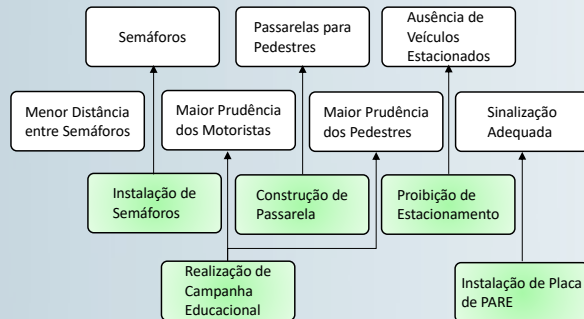 Semáforos
Passarelas para
Pedestres
Ausência de
Veículos
Estacionados
Menor Distância
entre Semáforos
Maior Prudência
dos Motoristas
Maior Prudência
dos Pedestres
Sinalização
Adequada
Instalação de
Semáforos
Construção de
Passarela
Proibição de
Estacionamento
Realização de
Campanha
Educacional
Instalação de Placa
de PARE